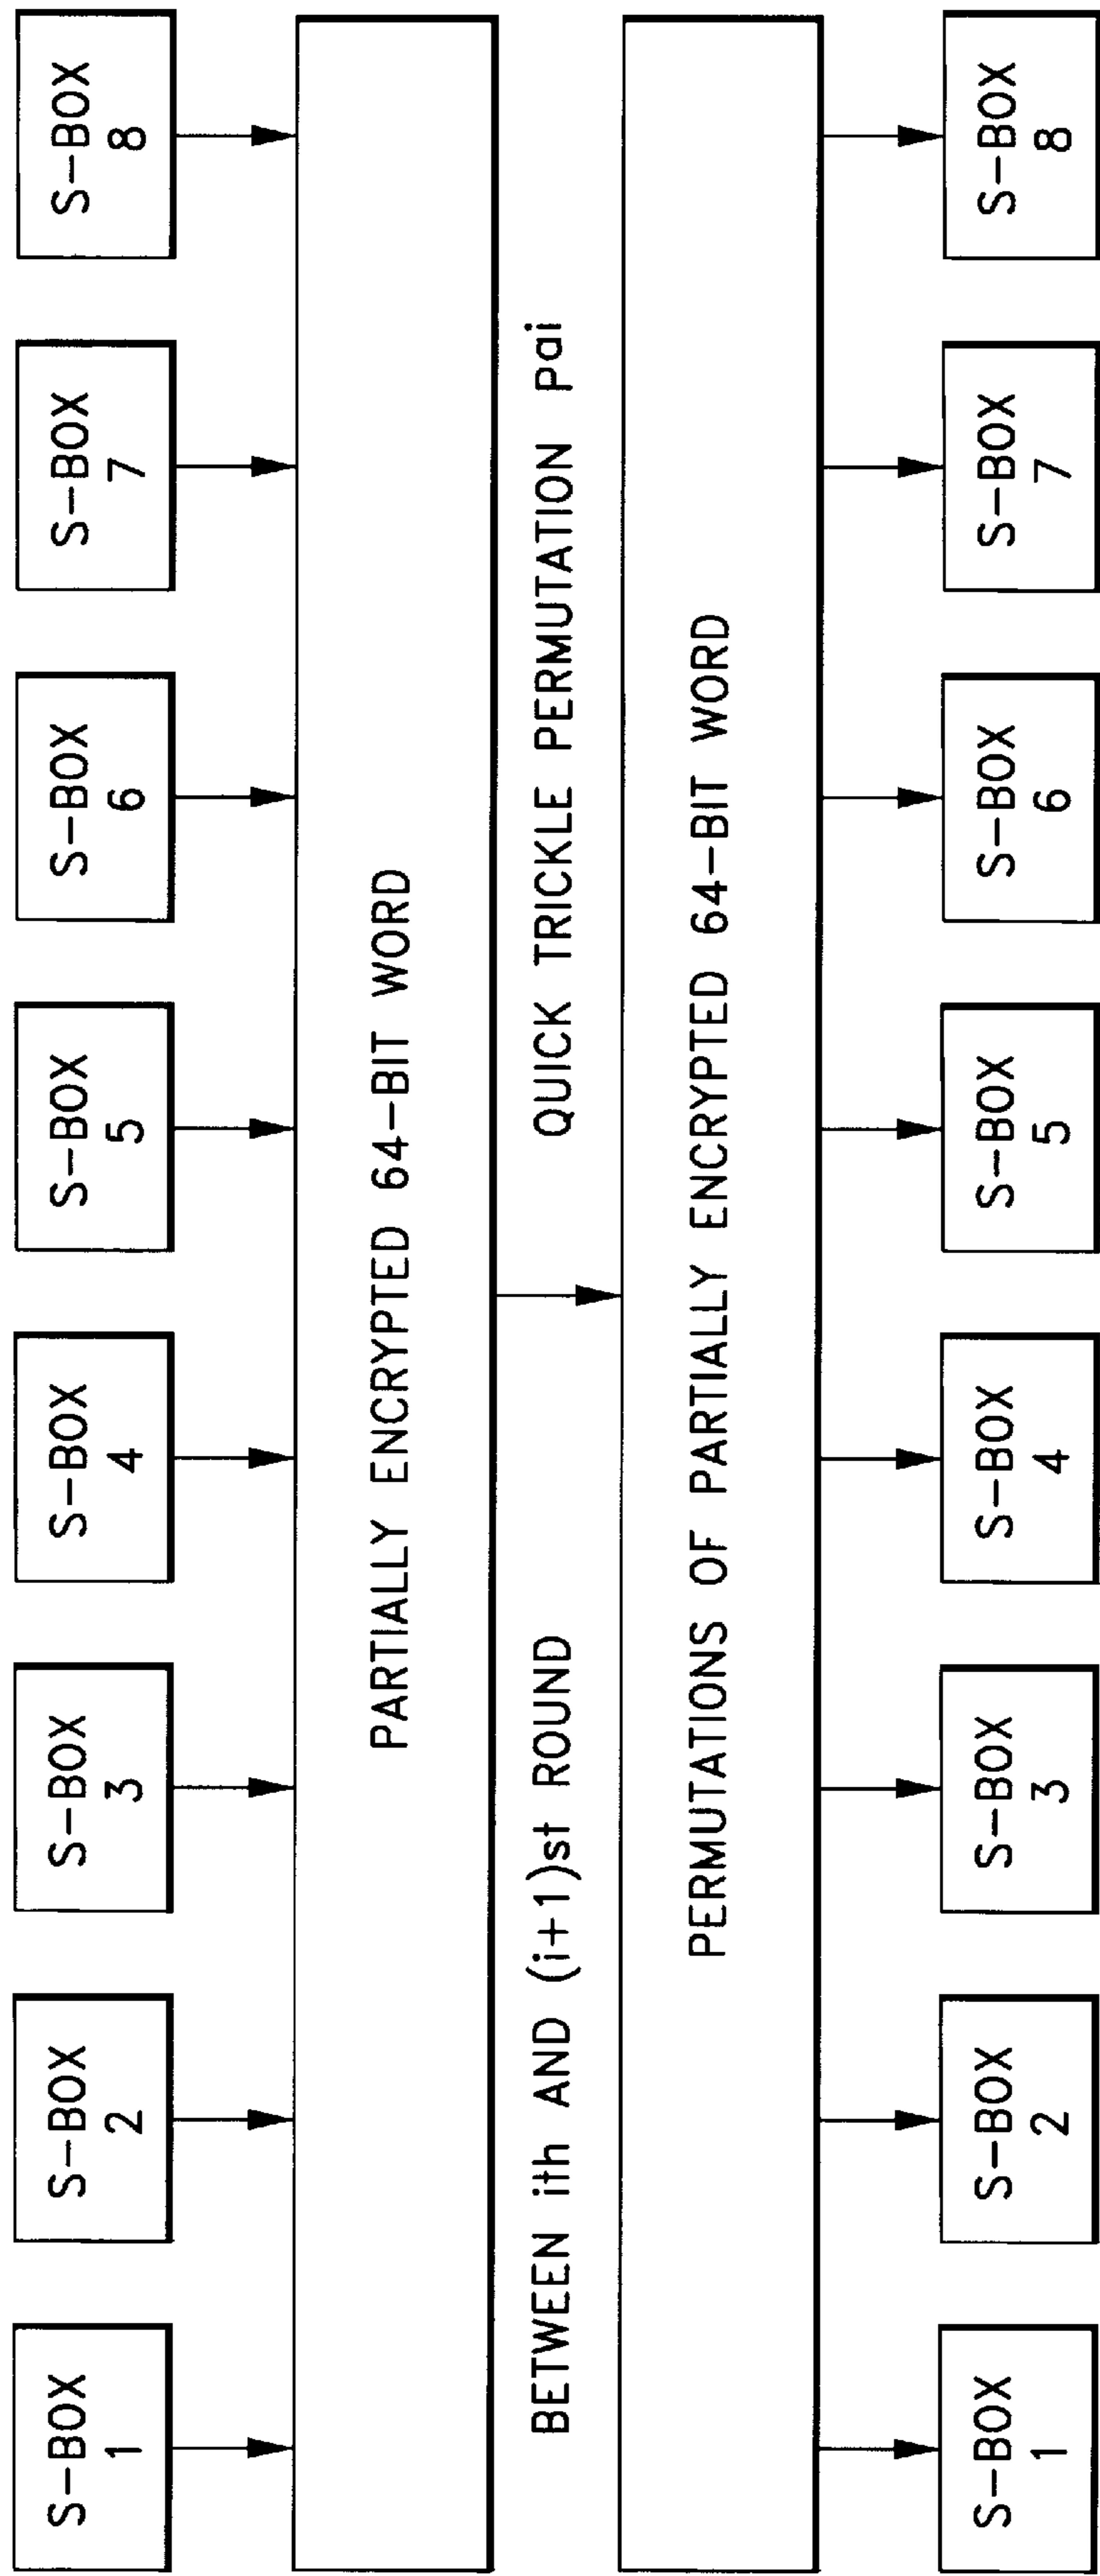 S-BOX
1
S-BOX
2
S-BOX
3
S-BOX
4
S-BOX
5
S-BOX
6
S-BOX
7
S-BOX
8
PARTIALLY ENCRYPTED 64-BIT WORD
BETWEEN ith AND (i+1)st ROUND
QUICK TRICKLE PERMUTATION Pai
PERMUTATIONS OF PARTIALLY ENCRYPTED 64-BIT WORD
S-BOX
1
S-BOX
2
S-BOX
3
S-BOX
4
S-BOX
5
S-BOX
6
S-BOX
7
S-BOX
8